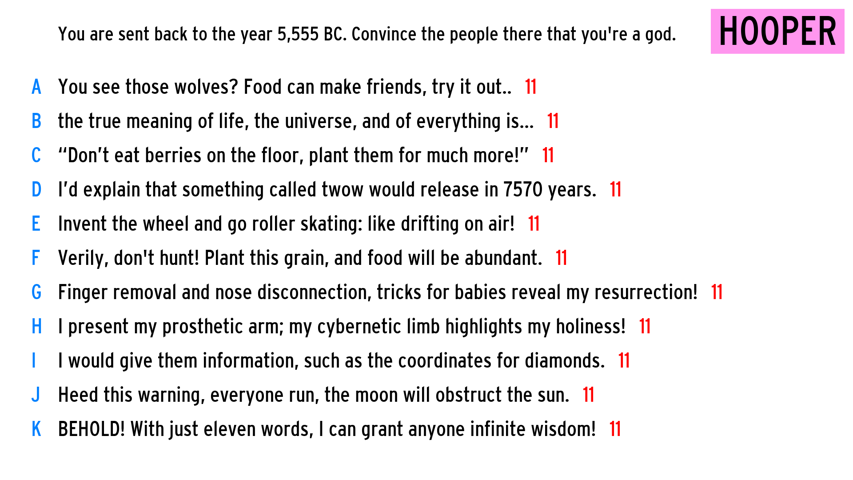 You are sent back to the year 5,555 BC. Convince the people there that you're a god.
HOOPER
A You see those wolves? Food can make friends, try it out.. 11
B the true meaning of life, the universe, and of everything is... 11
C “Don’t eat berries on the floor, plant them for much more!” 11
D I’d explain that something called twow would release in 7570 years. 11
E Invent the wheel and go roller skating: like drifting on air! 11
F Verily, don't hunt! Plant this grain, and food will be abundant. 11
G Finger removal and nose disconnection, tricks for babies reveal my resurrection! 11
H I present my prosthetic arm; my cybernetic limb highlights my holiness! 11
I I would give them information, such as the coordinates for diamonds. 11
J Heed this warning, everyone run, the moon will obstruct the sun. 11
K BEHOLD! With just eleven words, I can grant anyone infinite wisdom! 11